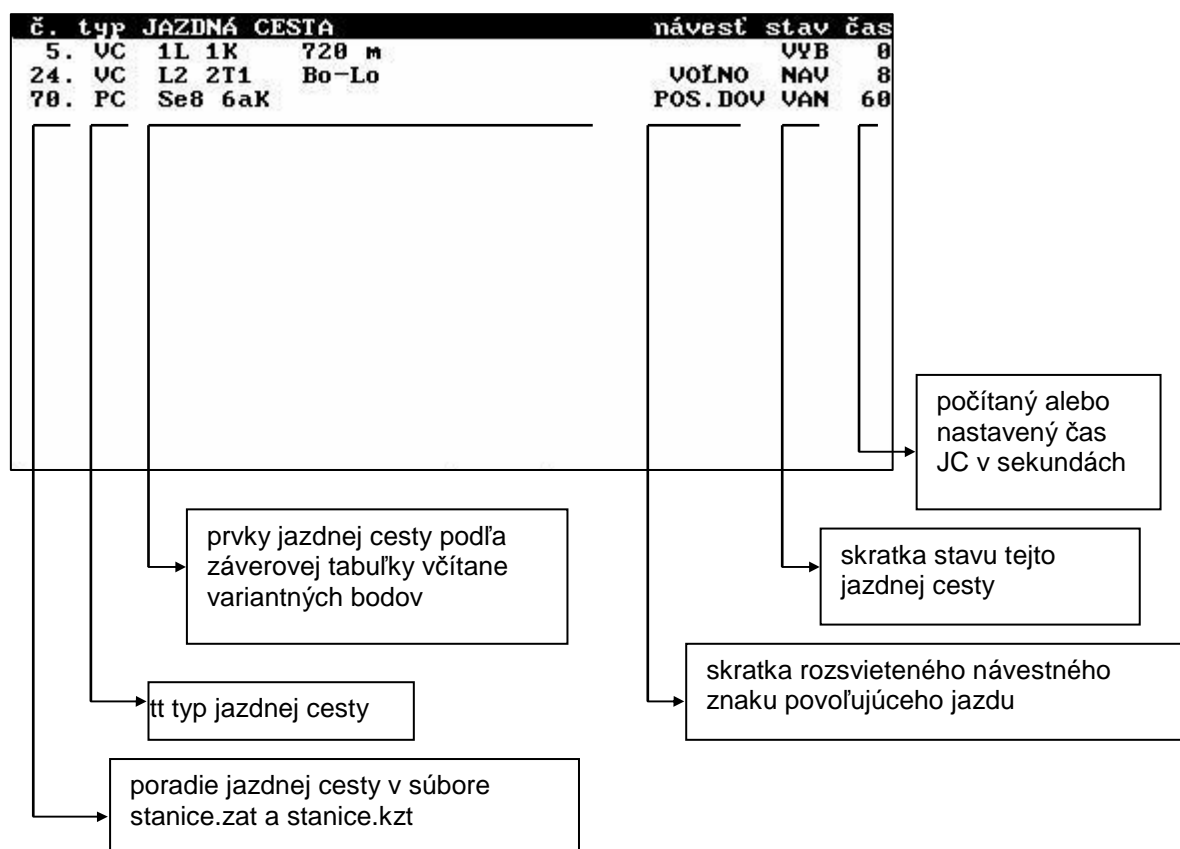 č. typ JAZDNÁ CESTA návesť stav čas
5. VC 1L 1K 720 m VYB 0
24. VC L2 2T1 Bo-Lo VOĽNO NAV 8
70. PC Se8 6aK POS.DOV VAN 60
počítaný alebo
nastavený čas
JC v sekundách
prvky jazdnej cesty podľa
záverovej tabuľky včítane
variantných bodov
skratka stavu tejto
jazdnej cesty
skratka rozsvieteného návestného
znaku povoľujúceho jazdu
tt typ jazdnej cesty
poradie jazdnej cesty v súbore
stanice.zat a stanice.kzt